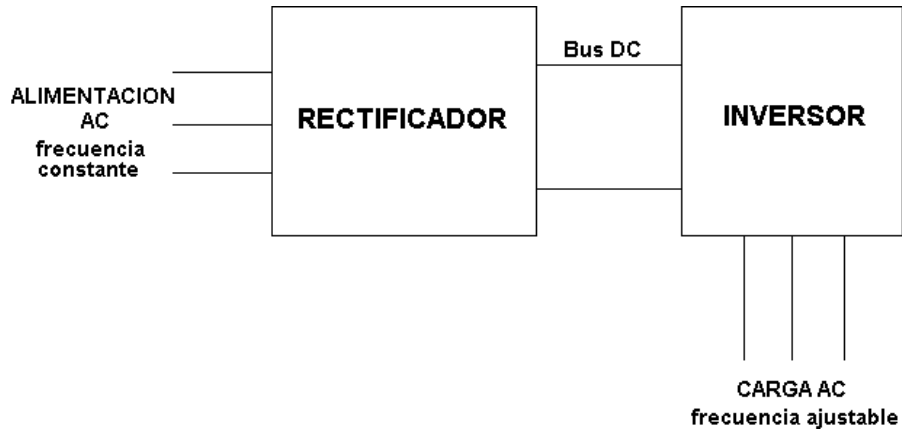 ALIMENTACION
AC
frecuencia
constante
RECTIFICADOR
Bus DC
INVERSOR
CARGA AC
frecuencia ajustable